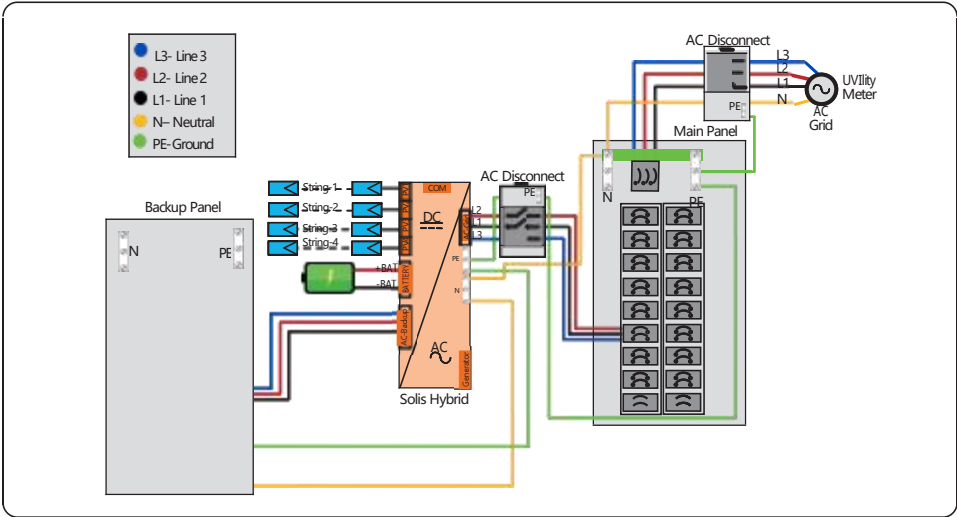 L3- Line 3
L2- Line 2
L1- Line 1
N– Neutral
PE-Ground
AC Disconnect
L3
L2
L1
N
PE
UVIlity
Meter
AC
Grid
Main Panel
N
PE
AC Disconnect
PE
String-1
String-2
String-3
String-4
COM
DC
L2
L1
L3
PE
N
+BAT
-BAT
BATTERY
AC-Backup
AC
Generator
Solis Hybrid
Backup Panel
N
PE